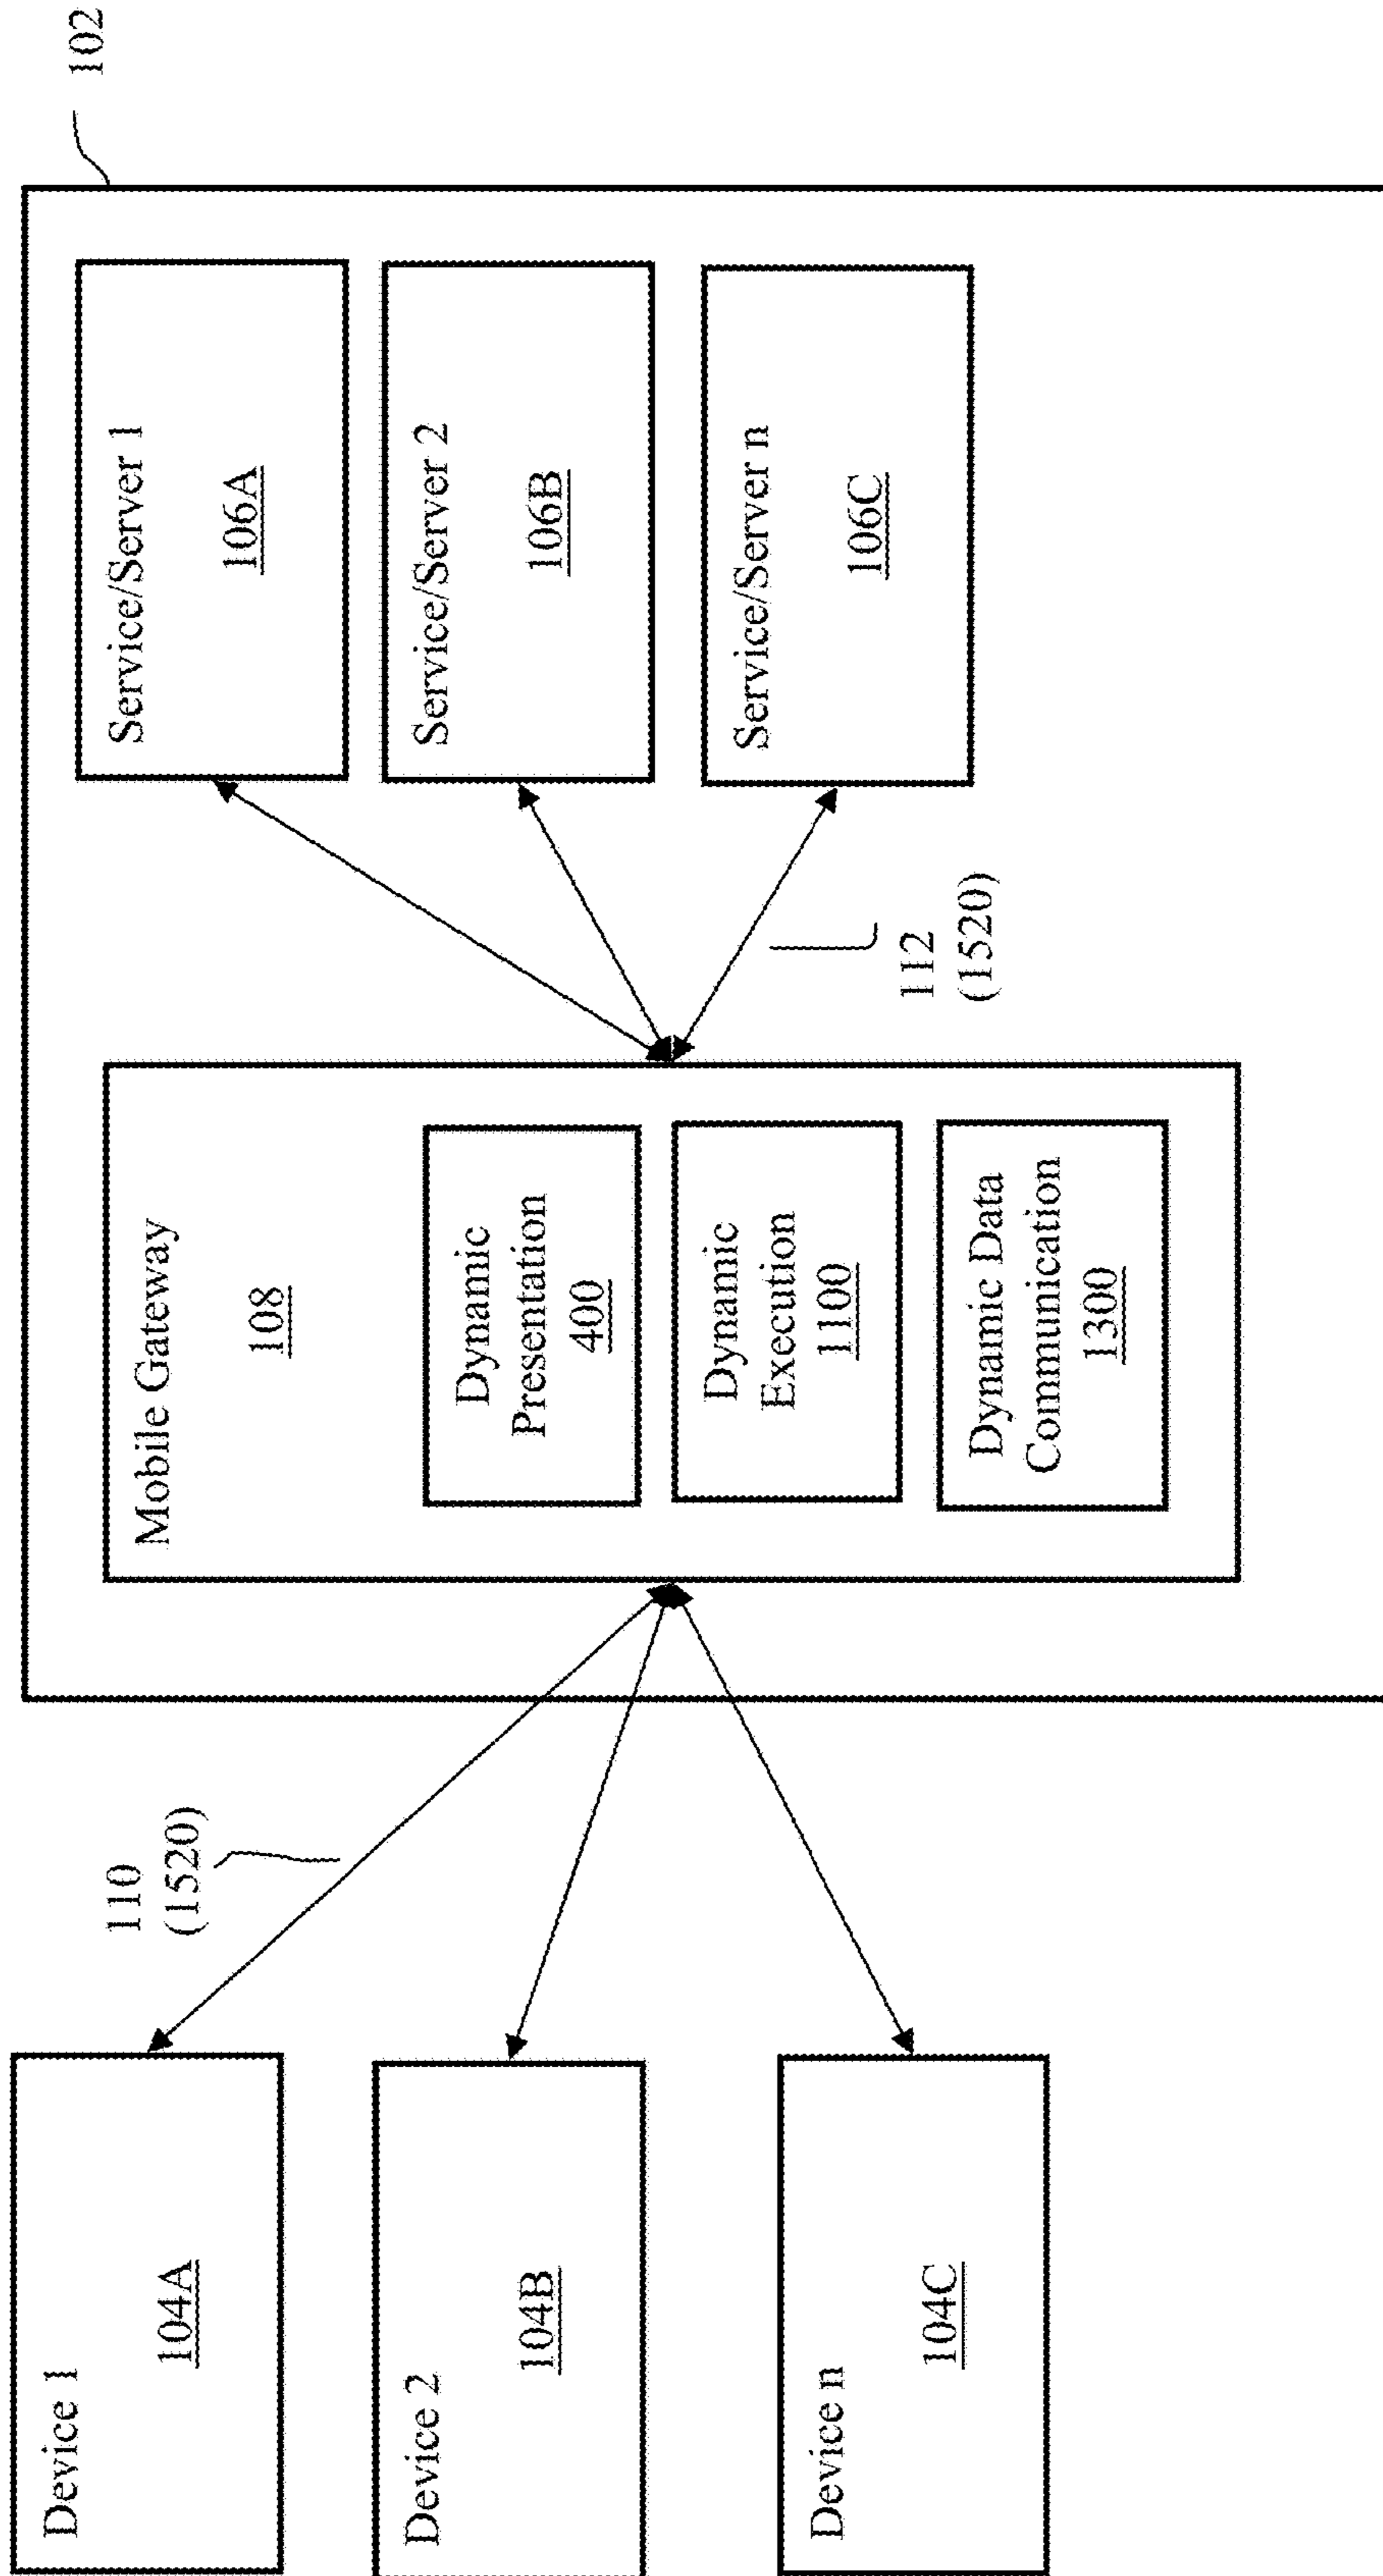 102
Device 1
104A
Device 2
104B
Device n
104C
110
(1520)
Mobile Gateway
108
Dynamic
Presentation
400
Dynamic
Execution
1100
Dynamic Data
Communication
1300
112
(1520)
Service/Server 1
106A
Service/Server 2
106B
Service/Server n
106C